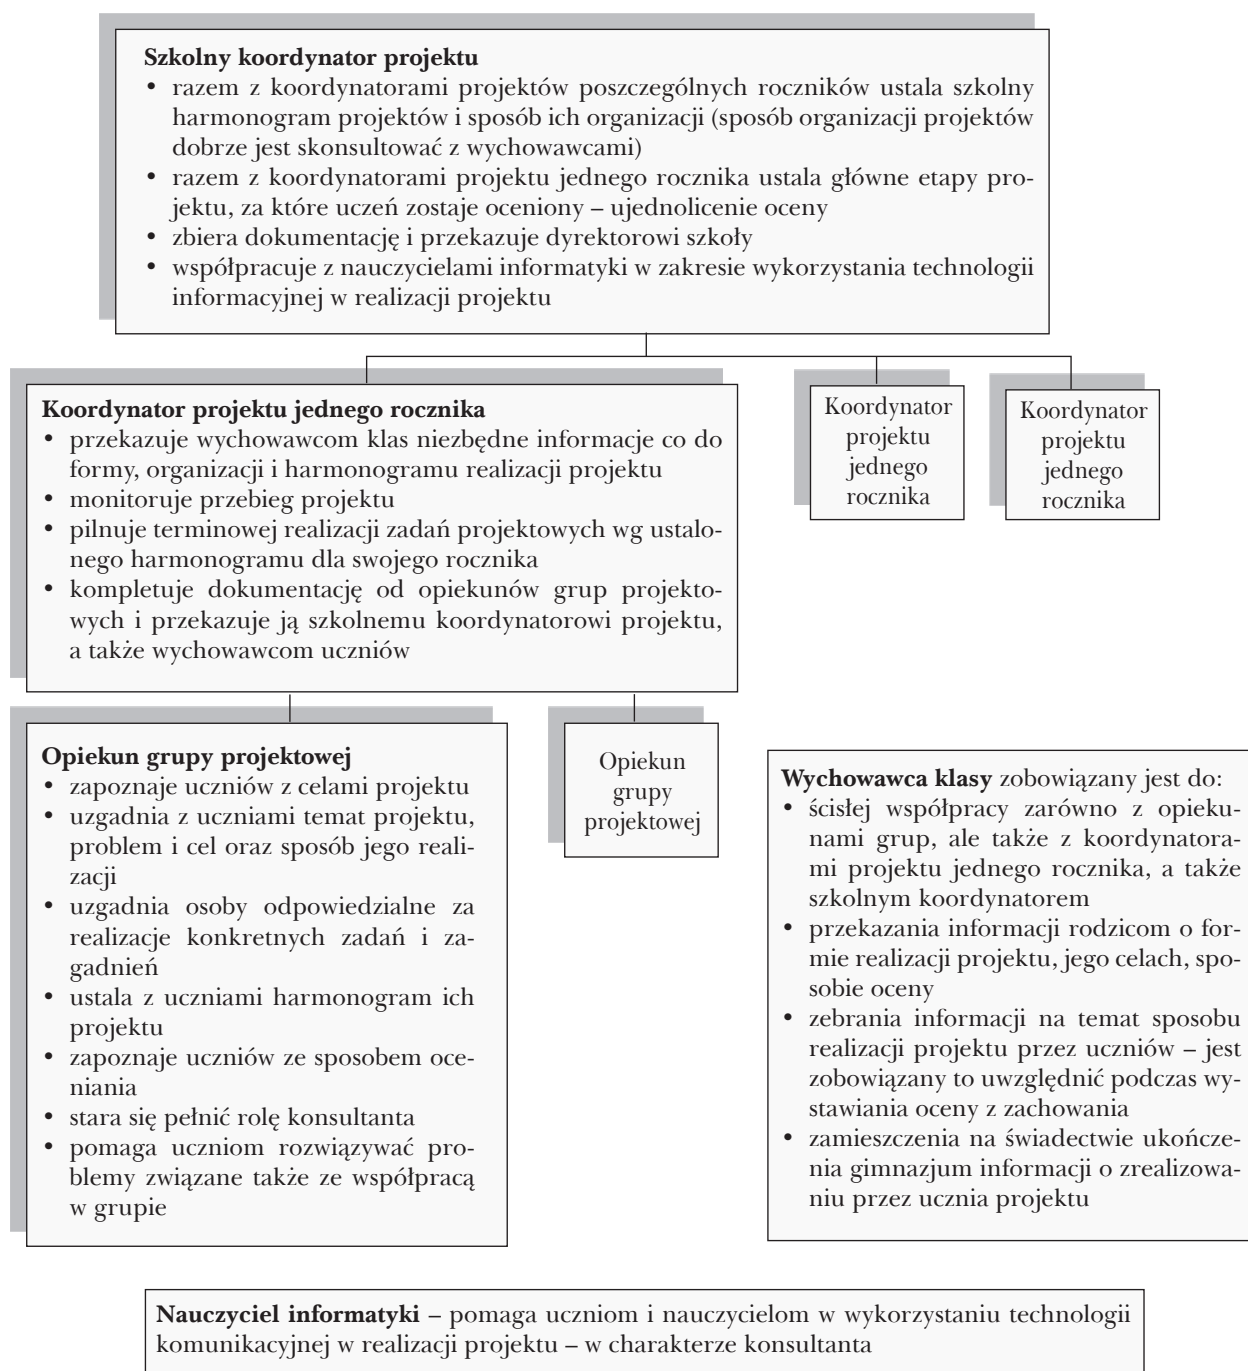 Szkolny koordynator projektu
• razem z koordynatorami projektów poszczególnych roczników ustala szkolny
harmonogram projektów i sposób ich organizacji (sposób organizacji projektów
dobrze jest skonsultować z wychowawcami)
• razem z koordynatorami projektu jednego rocznika ustala główne etapy pro-
jektu, za które uczeń zostaje oceniony – ujednolicenie oceny
• zbiera dokumentację i przekazuje dyrektorowi szkoły
• współpracuje z nauczycielami informatyki w zakresie wykorzystania technologii
informacyjnej w realizacji projektu
Koordynator projektu jednego rocznika
• przekazuje wychowawcom klas niezbędne informacje co do
formy, organizacji i harmonogramu realizacji projektu
• monitoruje przebieg projektu
• pilnuje terminowej realizacji zadań projektowych wg ustalo-
nego harmonogramu dla swojego rocznika
• kompletuje dokumentację od opiekunów grup projekto-
wych i przekazuje ją szkolnemu koordynatorowi projektu,
a także wychowawcom uczniów
Koordynator
projektu
jednego
rocznika
Koordynator
projektu
jednego
rocznika
Opiekun grupy projektowej
• zapoznaje uczniów z celami projektu
• uzgadnia z uczniami temat projektu,
problem i cel oraz sposób jego reali-
zacji
• uzgadnia osoby odpowiedzialne za
realizacje konkretnych zadań i za-
gadnień
• ustala z uczniami harmonogram ich
projektu
• zapoznaje uczniów ze sposobem oce-
niania
• stara się pełnić rolę konsultanta
• pomaga uczniom rozwiązywać pro-
blemy związane także ze współpracą
w grupie
Opiekun
grupy
projektowej
Wychowawca klasy zobowiązany jest do:
• ścisłej współpracy zarówno z opieku-
nami grup, ale także z koordynatora-
mi projektu jednego rocznika, a także
szkolnym koordynatorem
• przekazania informacji rodzicom o for-
mie realizacji projektu, jego celach, spo-
sobie oceny
• zebrania informacji na temat sposobu
realizacji projektu przez uczniów – jest
zobowiązany to uwzględnić podczas wy-
stawiania oceny z zachowania
• zamieszczenia na świadectwie ukończe-
nia gimnazjum informacji o zrealizowa-
niu przez ucznia projektu
Nauczyciel informatyki – pomaga uczniom i nauczycielom w wykorzystaniu technologii
komunikacyjnej w realizacji projektu – w charakterze konsultanta